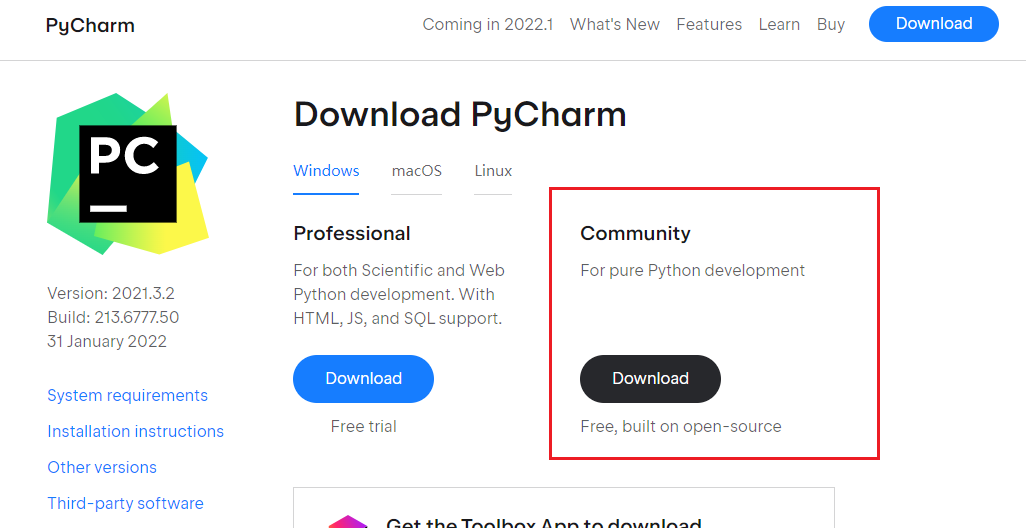 PyCharm
Coming in 2022.1 What's New Features Learn Buy Download
PC
Download PyCharm
Windows macOS Linux
Version: 2021.3.2
Build: 213.6777.50
31 January 2022
System requirements
Installation instructions
Other versions
Third-party software
Professional
For both Scientific and Web
Python development. With
HTML, JS, and SQL support.
Download
Free trial
Community
For pure Python development
Download
Free, built on open-source
Get the Toolbox App to download